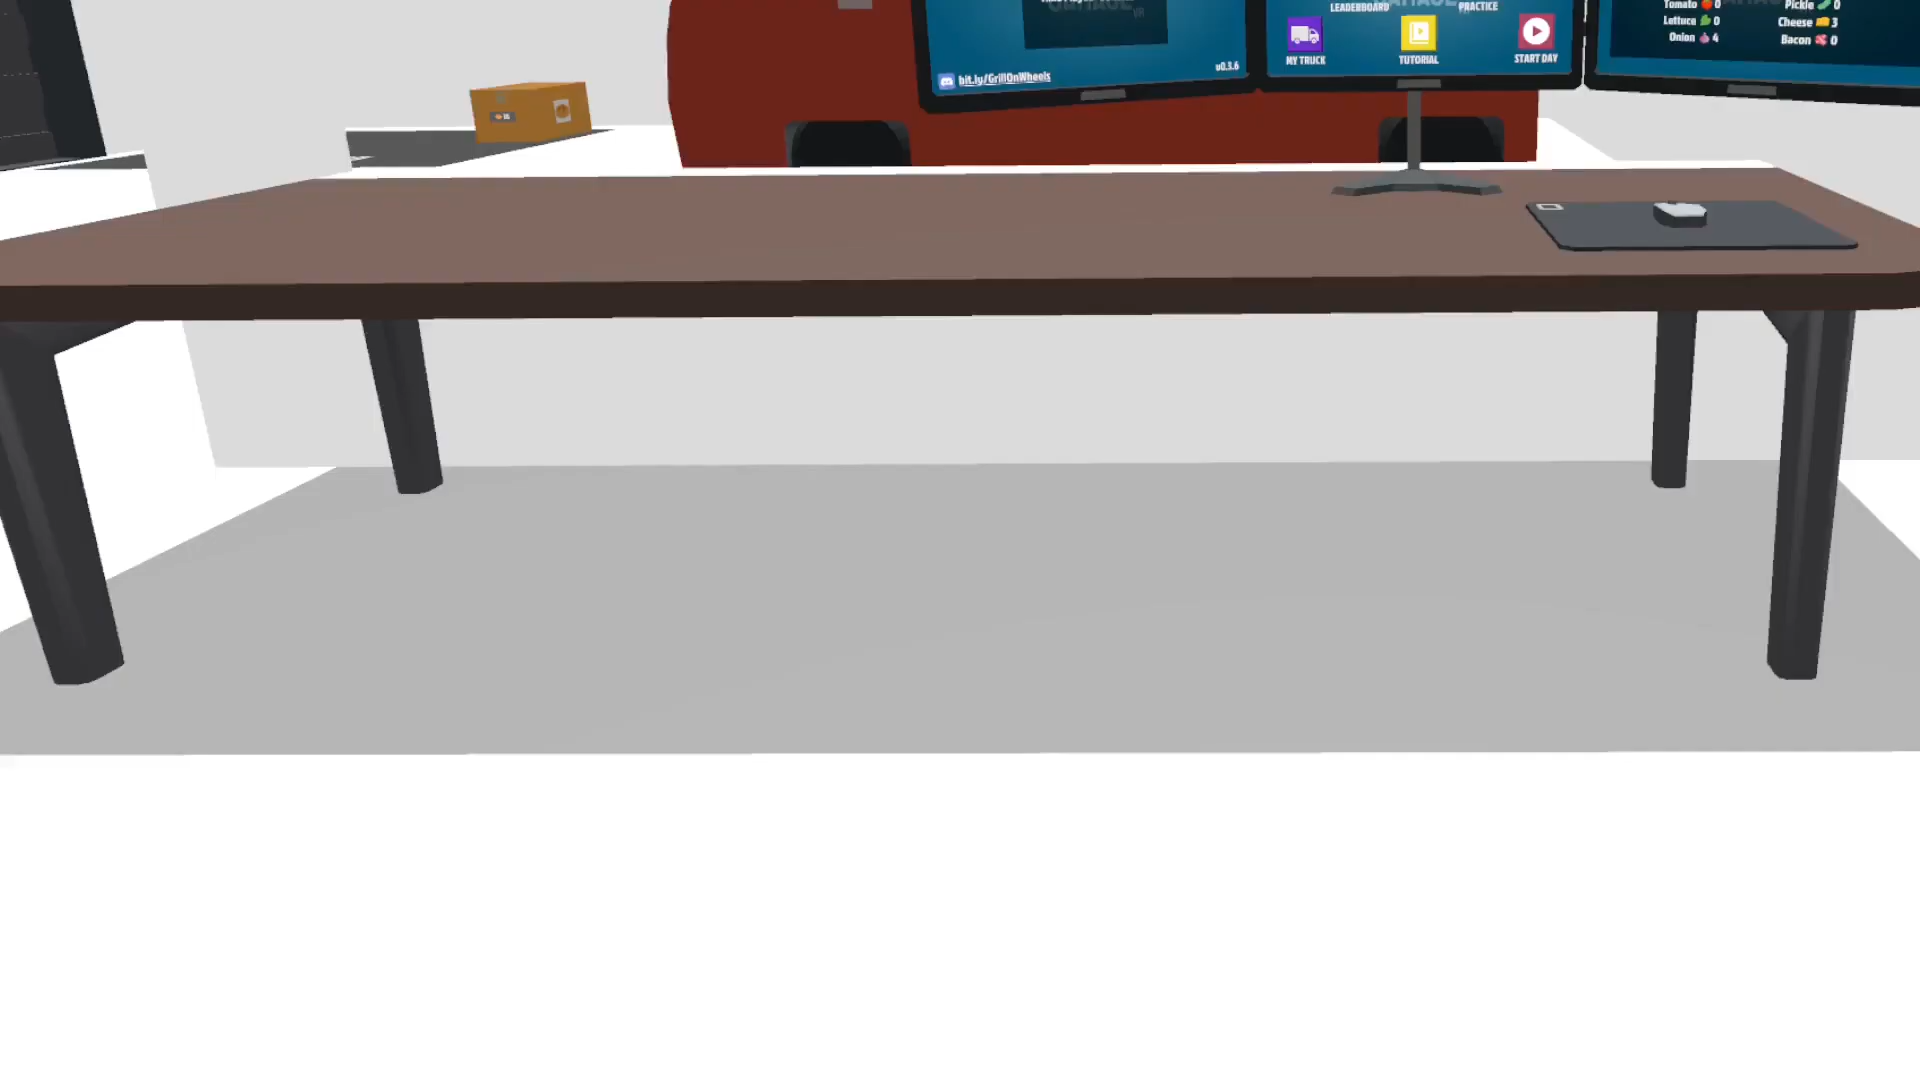 bit.ly/GrillOnWheels
v0.3.6
LEADERBOARD
PRACTICE
MY TRUCK
TUTORIAL
START DAY
Tomato 0
Pickle 0
Lettuce 0
Cheese 3
Onion 4
Bacon 0